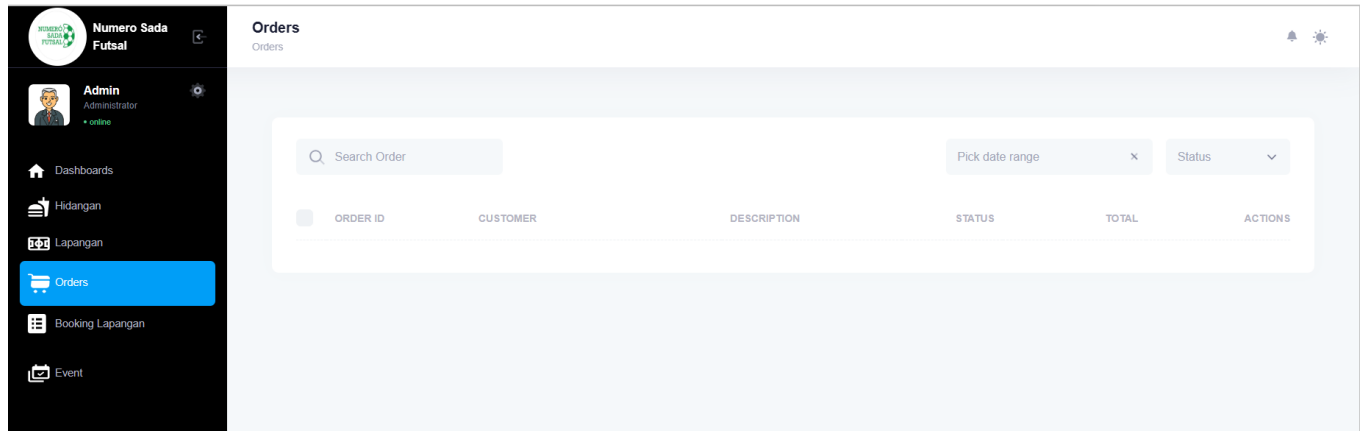 NUMERO
SADA
FUTSAL
Numero Sada
Futsal
Orders
Orders
Admin
Administrator
• online
Dashboards
Hidangan
Lapangan
Orders
Booking Lapangan
Event
Search Order
Pick date range
Status
ORDER ID CUSTOMER DESCRIPTION STATUS TOTAL ACTIONS